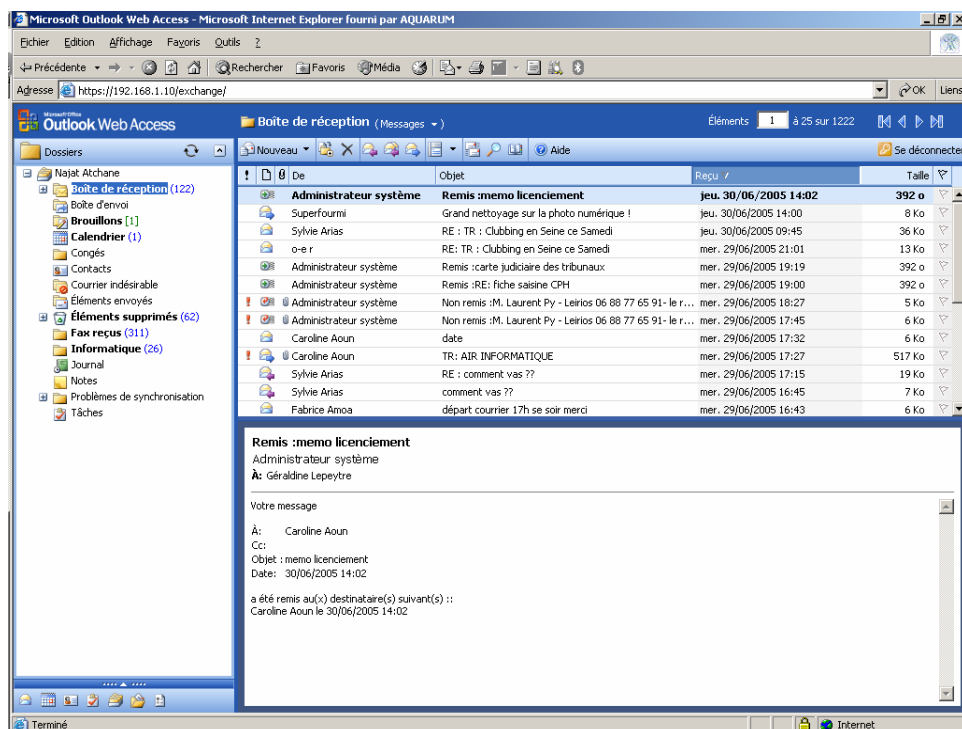 Microsoft Outlook Web Access - Microsoft Internet Explorer fourni par AQUARUM
Fichier Edition Affichage Favoris Outils ?
Précédente Rechercher Favoris Média
Adresse https://192.168.1.10/exchange/ OK Liens
Microsoft Office
Outlook Web Access Boîte de réception (Messages) Éléments 1 à 25 sur 1222
Dossiers Nouveau Aide Se déconnecter
Najat Atchane
Boîte de réception (122)
Boîte d'envoi
Brouillons [1]
Calendrier (1)
Congés
Contacts
Courrier indésirable
Éléments envoyés
Éléments supprimés (62)
Fax reçus (311)
Informatique (26)
Journal
Notes
Problèmes de synchronisation
Tâches
! De Objet Reçu Taille
Administrateur système Remis :memo licenciement jeu. 30/06/2005 14:02 392 o
Superfourmi Grand nettoyage sur la photo numérique ! jeu. 30/06/2005 14:00 8 Ko
Sylvie Arias RE : TR : Clubbing en Seine ce Samedi jeu. 30/06/2005 09:45 36 Ko
o-e r RE: TR : Clubbing en Seine ce Samedi mer. 29/06/2005 21:01 13 Ko
Administrateur système Remis :carte judiciaire des tribunaux mer. 29/06/2005 19:19 392 o
Administrateur système Remis :RE: fiche saisine CPH mer. 29/06/2005 19:00 392 o
! Administrateur système Non remis :M. Laurent Py - Leirios 06 88 77 65 91- le r... mer. 29/06/2005 18:27 5 Ko
! Administrateur système Non remis :M. Laurent Py - Leirios 06 88 77 65 91- le r... mer. 29/06/2005 17:45 6 Ko
Caroline Aoun date mer. 29/06/2005 17:32 6 Ko
! Caroline Aoun TR: AIR INFORMATIQUE mer. 29/06/2005 17:27 517 Ko
Sylvie Arias RE : comment vas ?? mer. 29/06/2005 17:15 19 Ko
Sylvie Arias comment vas ?? mer. 29/06/2005 16:45 7 Ko
Fabrice Amoa départ courrier 17h se soir merci mer. 29/06/2005 16:43 6 Ko
Remis :memo licenciement
Administrateur système
À: Géraldine Lepeytre
Votre message
À: Caroline Aoun
Cc:
Objet : memo licenciement
Date: 30/06/2005 14:02
a été remis au(x) destinataire(s) suivant(s) ::
Caroline Aoun le 30/06/2005 14:02
Terminé Internet